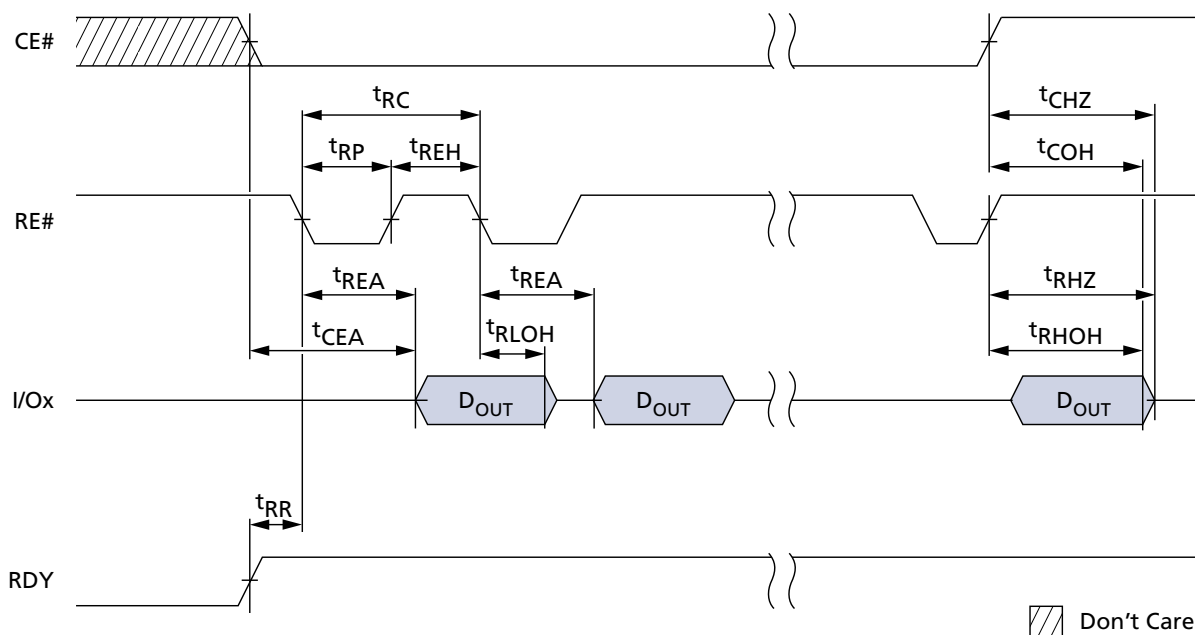 CE#
tRC
tCHZ
tRP
tREH
tCOH
RE#
tREA
tREA
tRHZ
tCEA
tRLOH
tRHOH
I/Ox
DOUT
DOUT
DOUT
tRR
RDY
Don't Care